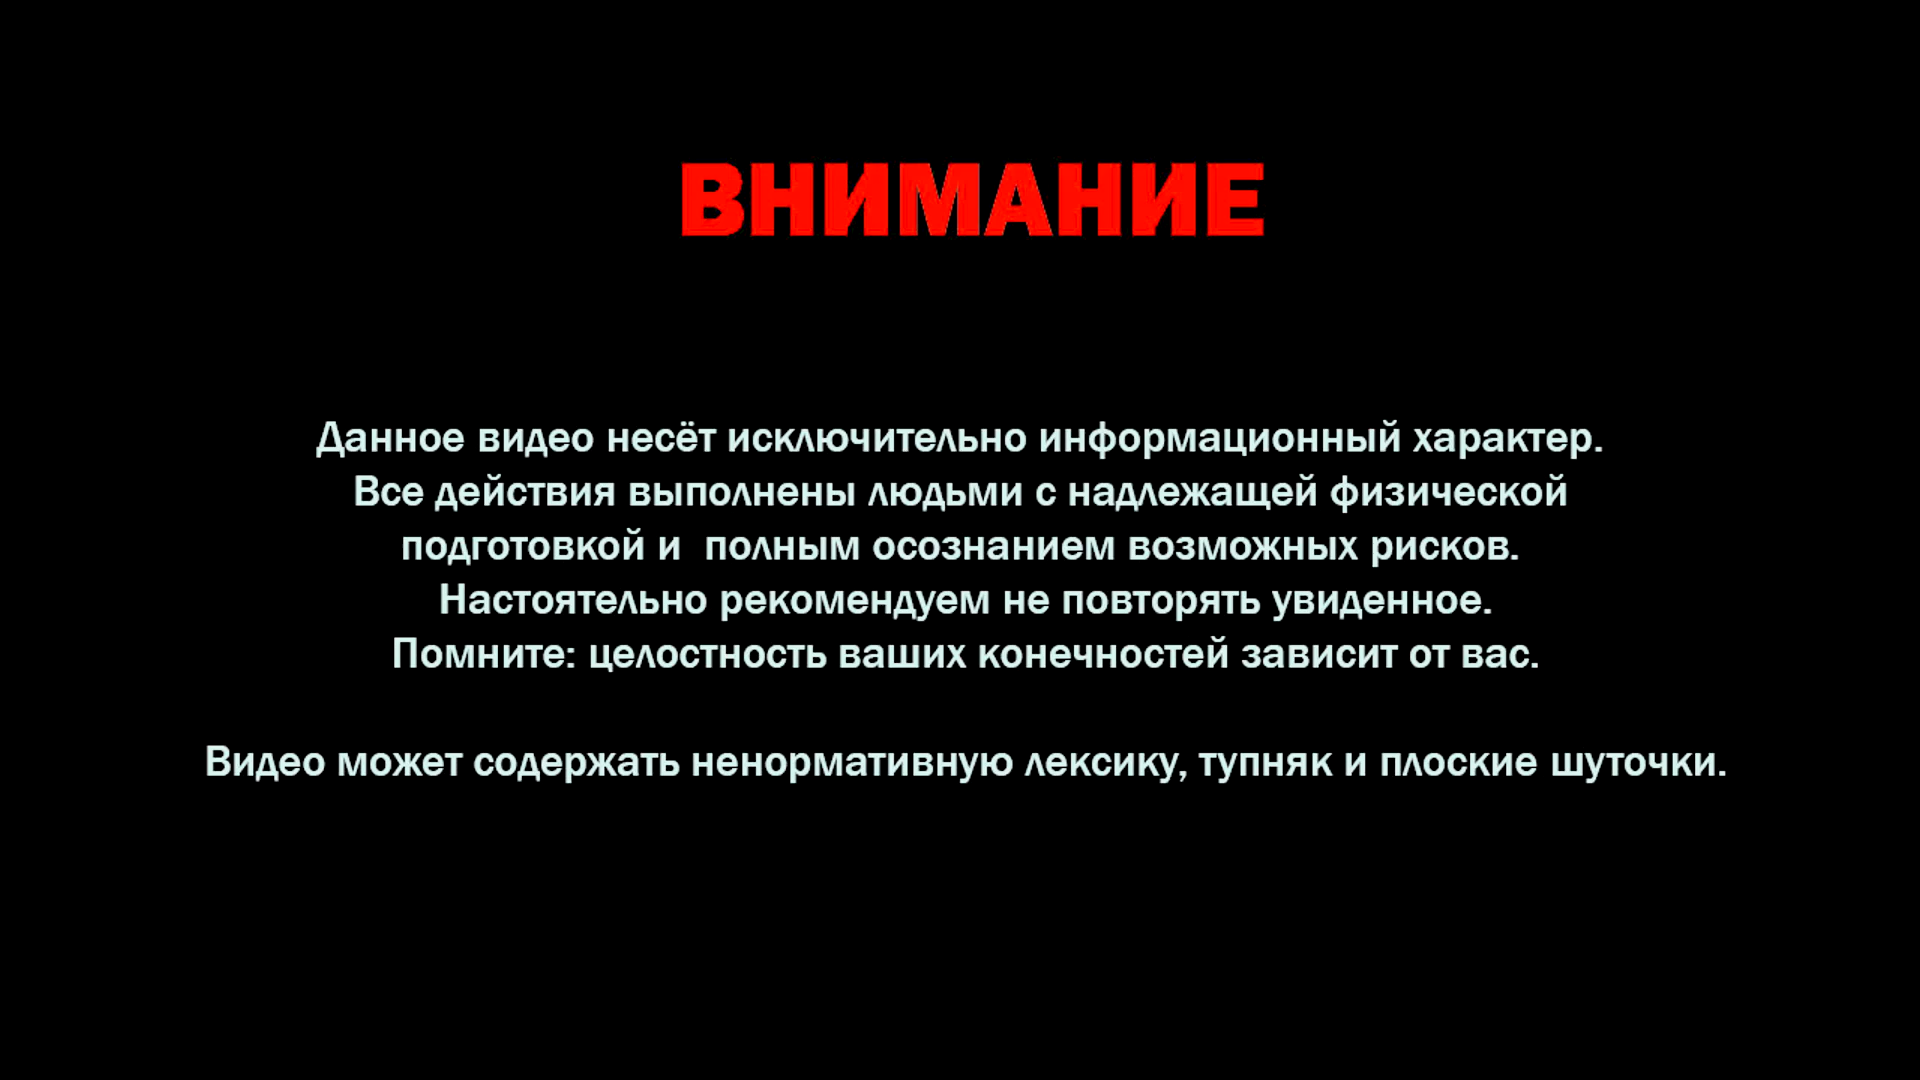 ВНИМАНИЕ
Данное видео несёт исключительно информационный характер.
Все действия выполнены людьми с надлежащей физической
подготовкой и  полным осознанием возможных рисков.
Настоятельно рекомендуем не повторять увиденное.
Помните: целостность ваших конечностей зависит от вас.
Видео может содержать ненормативную лексику, тупняк и плоские шуточки.